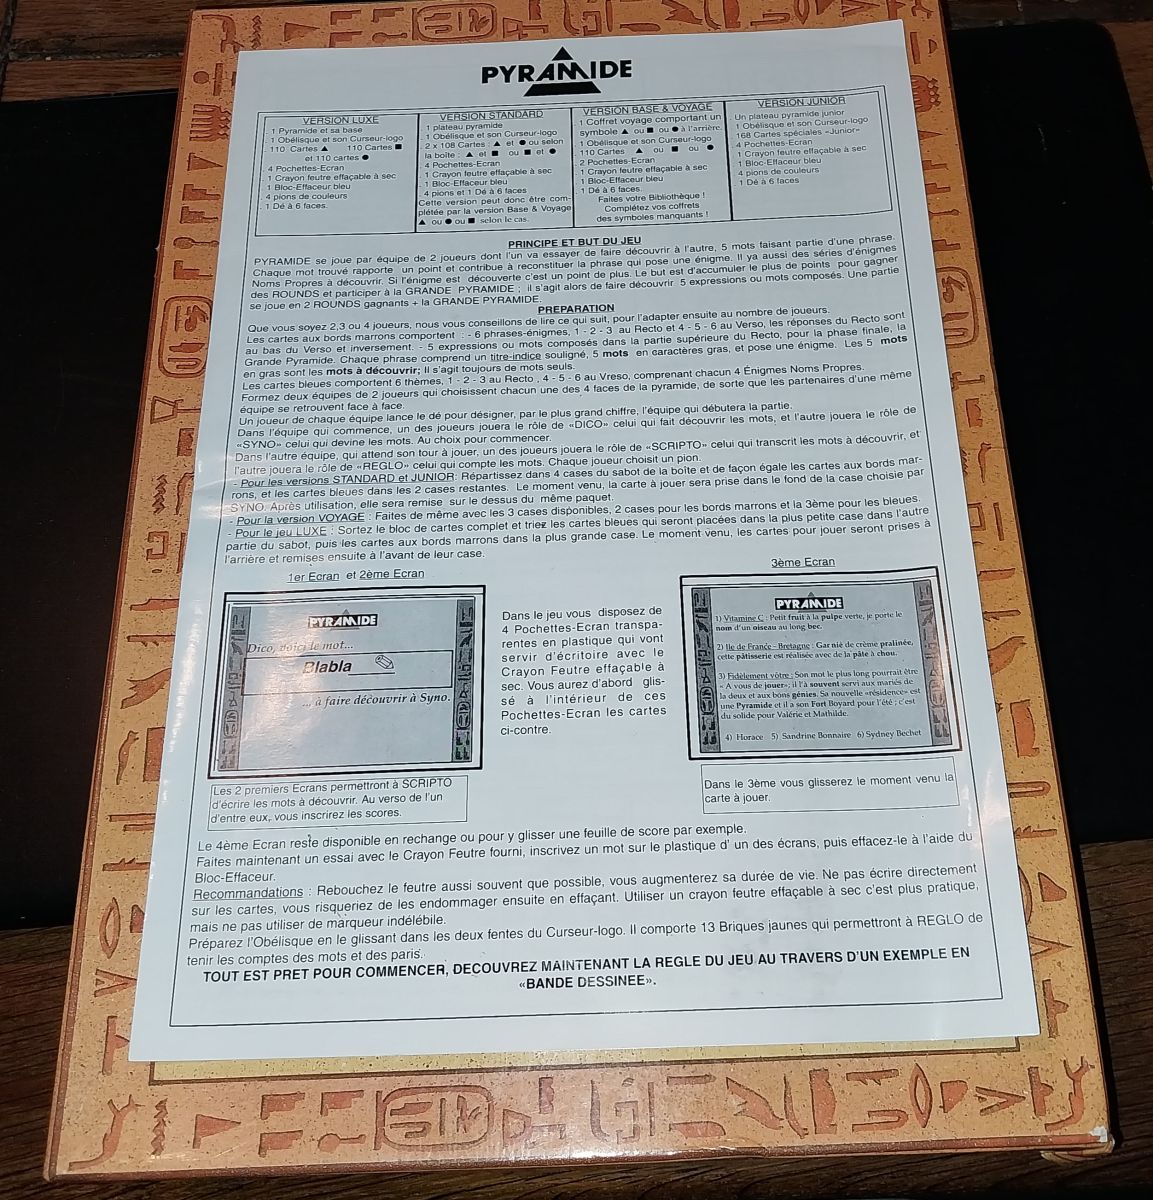 PYRAMIDE
VERSION LUXE
. 1 Pyramide et sa base
. 1 Obélisque et son Curseur-logo
. 110 Cartes ▲ 110 Cartes ■
et 110 cartes ●
. 4 Pochettes-Ecran
. 1 Crayon feutre effaçable à sec
. 1 Bloc-Effaceur bleu
. 4 pions de couleurs
. 1 Dé à 6 faces.
VERSION STANDARD
. 1 plateau pyramide
. 1 Obélisque et son Curseur-logo
. 2 x 108 Cartes : ▲ et ● ou selon
la boîte : ▲ et ■ ou ■ et ●
. 4 Pochettes-Ecran
. 1 Crayon feutre effaçable à sec
. 1 Bloc-Effaceur bleu
. 4 pions et 1 Dé à 6 faces
Cette version peut donc être com-
plétée par la version Base & Voyage
▲ ou ● ou ■ selon le cas.
VERSION BASE & VOYAGE
. 1 Coffret voyage comportant un
symbole ▲ ou ■ ou ● à l'arrière.
. 1 Obélisque et son Curseur-logo
. 110 Cartes ▲ ou ■ ou ●
. 2 Pochettes-Ecran
. 1 Crayon feutre effaçable à sec
. 1 Bloc-Effaceur bleu
. 1 Dé à 6 faces.
Faites votre Bibliothèque !
Complétez vos coffrets
des symboles manquants !
VERSION JUNIOR
. Un plateau pyramide junior
. 1 Obélisque et son Curseur-logo
. 168 Cartes spéciales «Junior»
. 4 Pochettes-Ecran
. 1 Crayon feutre effaçable à sec
. 1 Bloc-Effaceur bleu
. 4 pions de couleurs
. 1 Dé à 6 faces
PRINCIPE ET BUT DU JEU
PYRAMIDE se joue par équipe de 2 joueurs dont l'un va essayer de faire découvrir à l'autre, 5 mots faisant partie d'une phrase.
Chaque mot trouvé rapporte un point et contribue à reconstituer la phrase qui pose une énigme. Il ya aussi des séries d'énigmes
Noms Propres à découvrir. Si l'énigme est découverte c'est un point de plus. Le but est d'accumuler le plus de points pour gagner
des ROUNDS et participer à la GRANDE PYRAMIDE ; il s'agit alors de faire découvrir 5 expressions ou mots composés. Une partie
se joue en 2 ROUNDS gagnants + la GRANDE PYRAMIDE.
PREPARATION
Que vous soyez 2,3 ou 4 joueurs, nous vous conseillons de lire ce qui suit, pour l'adapter ensuite au nombre de joueurs.
Les cartes aux bords marrons comportent : - 6 phrases-énigmes, 1 - 2 - 3 au Recto et 4 - 5 - 6 au Verso, les réponses du Recto sont
au bas du Verso et inversement. - 5 expressions ou mots composés dans la partie supérieure du Recto, pour la phase finale, la
Grande Pyramide. Chaque phrase comprend un titre-indice souligné, 5 mots en caractères gras, et pose une énigme. Les 5 mots
en gras sont les mots à découvrir; Il s'agit toujours de mots seuls.
Les cartes bleues comportent 6 thèmes, 1 - 2 - 3 au Recto , 4 - 5 - 6 au Vreso, comprenant chacun 4 Énigmes Noms Propres.
Formez deux équipes de 2 joueurs qui choisissent chacun une des 4 faces de la pyramide, de sorte que les partenaires d'une même
équipe se retrouvent face à face.
Un joueur de chaque équipe lance le dé pour désigner, par le plus grand chiffre, l'équipe qui débutera la partie.
Dans l'équipe qui commence, un des joueurs jouera le rôle de «DICO» celui qui fait découvrir les mots, et l'autre jouera le rôle de
«SYNO» celui qui devine les mots. Au choix pour commencer.
Dans l'autre équipe, qui attend son tour à jouer, un des joueurs jouera le rôle de «SCRIPTO» celui qui transcrit les mots à découvrir, et
l'autre jouera le rôle de «REGLO» celui qui compte les mots. Chaque joueur choisit un pion.
- Pour les versions STANDARD et JUNIOR: Répartissez dans 4 cases du sabot de la boîte et de façon égale les cartes aux bords mar-
rons, et les cartes bleues dans les 2 cases restantes. Le moment venu, la carte à jouer sera prise dans le fond de la case choisie par
SYNO. Après utilisation, elle sera remise sur le dessus du même paquet.
- Pour la version VOYAGE : Faites de même avec les 3 cases disponibles, 2 cases pour les bords marrons et la 3ème pour les bleues.
- Pour le jeu LUXE : Sortez le bloc de cartes complet et triez les cartes bleues qui seront placées dans la plus petite case dans l'autre
partie du sabot, puis les cartes aux bords marrons dans la plus grande case. Le moment venu, les cartes pour jouer seront prises à
l'arrière et remises ensuite à l'avant de leur case.
1er Ecran et 2ème Ecran
PYRAMIDE
Dico, voici le mot...
Blabla
... à faire découvrir à Syno.
Les 2 premiers Ecrans permettront à SCRIPTO
d'écrire les mots à découvrir. Au verso de l'un
d'entre eux, vous inscrirez les scores.
Dans le jeu vous disposez de
4 Pochettes-Ecran transpa-
rentes en plastique qui vont
servir d'écritoire avec le
Crayon Feutre effaçable à
sec. Vous aurez d'abord glis-
sé à l'intérieur de ces
Pochettes-Ecran les cartes
ci-contre.
3ème Ecran
PYRAMIDE
1) Vitamine C : Petit fruit à la pulpe verte, je porte le
nom d'un oiseau au long bec.
2) Ile de France - Bretagne : Garnié de crème pralinée,
cette pâtisserie est réalisée avec de la pâte à chou.
3) Fidèlement vôtre : Son mot le plus long pourrait être
« A vous de jouer»; il l'à souvent servi aux mariés de
la deux et aux bons génies. Sa nouvelle «résidence» est
une Pyramide et il a son Fort Boyard pour l'été ; c'est
du solide pour Valérie et Mathilde.
4) Horace 5) Sandrine Bonnaire 6) Sydney Bechet
Dans le 3ème vous glisserez le moment venu la
carte à jouer.
Le 4ème Ecran reste disponible en rechange ou pour y glisser une feuille de score par exemple.
Faites maintenant un essai avec le Crayon Feutre fourni, inscrivez un mot sur le plastique d' un des écrans, puis effacez-le à l'aide du
Bloc-Effaceur.
Recommandations : Rebouchez le feutre aussi souvent que possible, vous augmenterez sa durée de vie. Ne pas écrire directement
sur les cartes, vous risqueriez de les endommager ensuite en effaçant. Utiliser un crayon feutre effaçable à sec c'est plus pratique,
mais ne pas utiliser de marqueur indélébile.
Préparez l'Obélisque en le glissant dans les deux fentes du Curseur-logo. Il comporte 13 Briques jaunes qui permettront à REGLO de
tenir les comptes des mots et des paris.
TOUT EST PRET POUR COMMENCER, DECOUVREZ MAINTENANT LA REGLE DU JEU AU TRAVERS D'UN EXEMPLE EN
«BANDE DESSINEE».